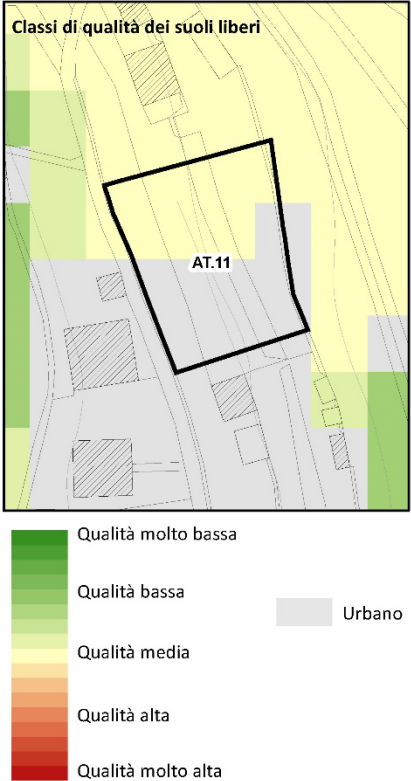 Classi di qualità dei suoli liberi
AT.11
Qualità molto bassa
Qualità bassa
Urbano
Qualità media
Qualità alta
Qualità molto alta